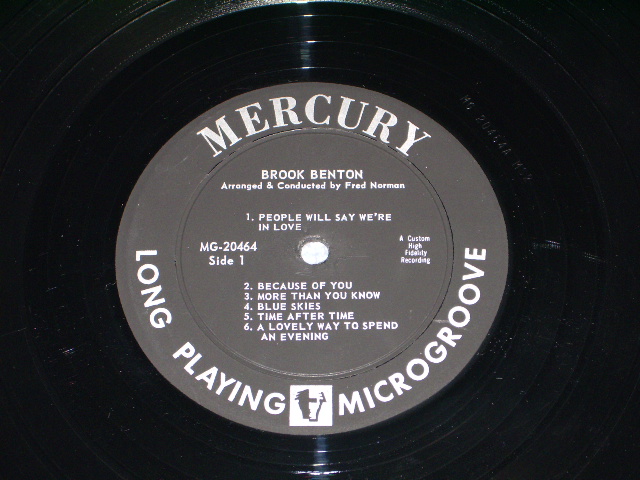 MERCURY
BROOK BENTON
Arranged & Conducted by Fred Norman
1. PEOPLE WILL SAY WE'RE
IN LOVE
MG-20464
Side 1
A Custom
High
Fidelity
Recording
2. BECAUSE OF YOU
3. MORE THAN YOU KNOW
4. BLUE SKIES
5. TIME AFTER TIME
6. A LOVELY WAY TO SPEND
AN EVENING
LONG PLAYING MICROGROOVE